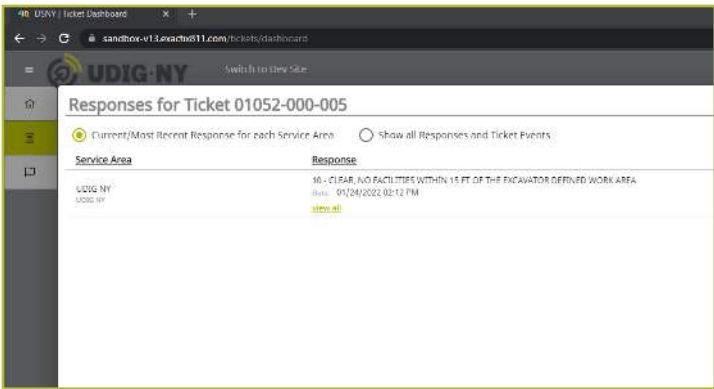 DSNY | Ticket Dashboard
sandbox-v13.exactix811.com/tickets/dashboard
UDIG·NY
Switch to Dev Site
Responses for Ticket 01052-000-005
Current/Most Recent Response for each Service Area
Show all Responses and Ticket Events
Service Area Response
UDIG NY
UDIG NY
10 - CLEAR, NO FACILITIES WITHIN 15 FT OF THE EXCAVATOR DEFINED WORK AREA
Date: 01/24/2022 02:12 PM
view all